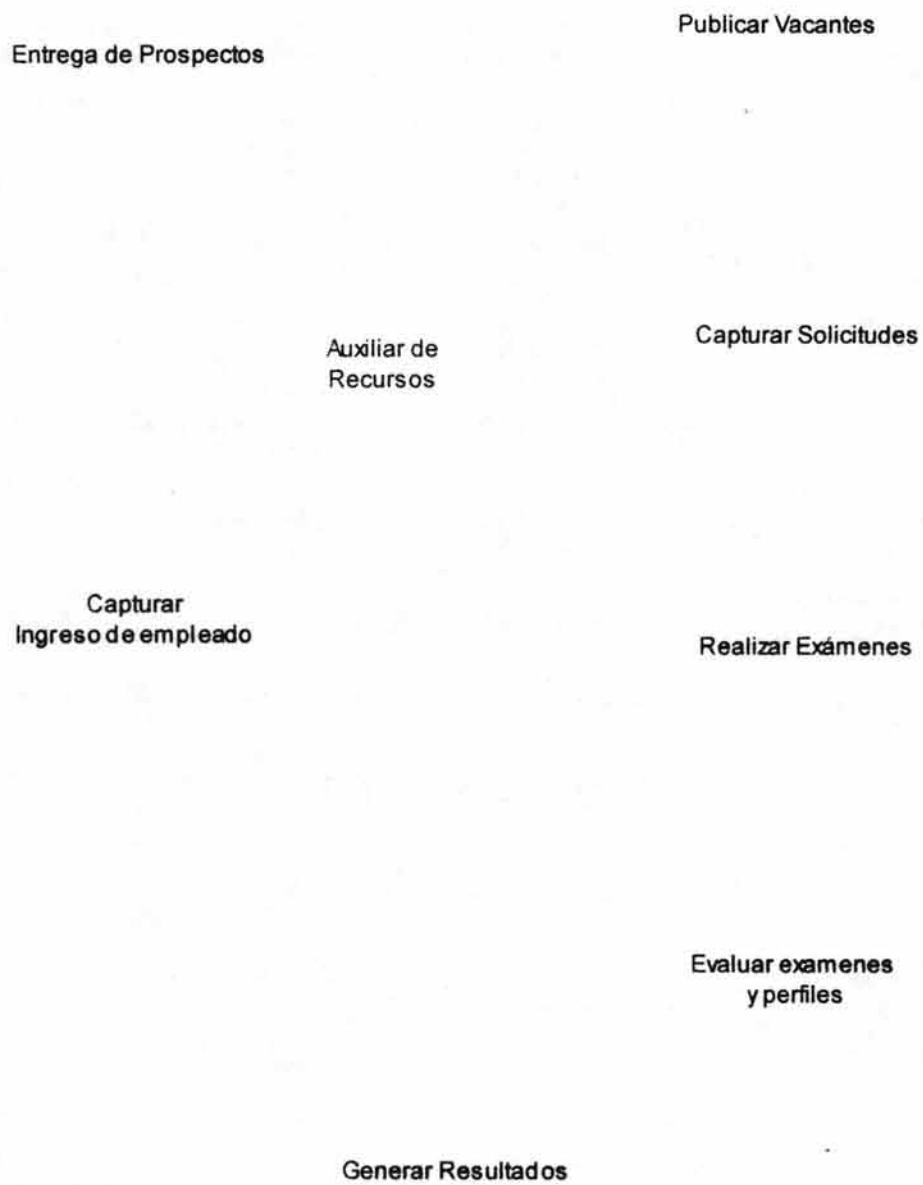 Publicar Vacantes
Entrega de Prospectos
Auxiliar de
Recursos
Capturar Solicitudes
Capturar
Ingreso de empleado
Realizar Exámenes
Evaluar examenes
y perfiles
Generar Resultados